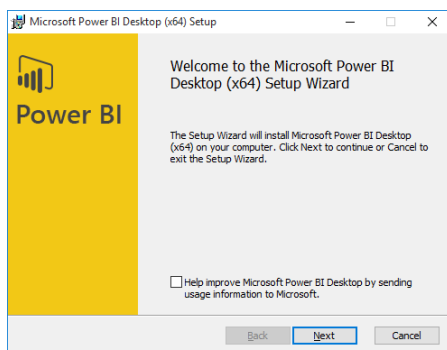 Microsoft Power BI Desktop (x64) Setup
Power BI
Welcome to the Microsoft Power BI
Desktop (x64) Setup Wizard
The Setup Wizard will install Microsoft Power BI Desktop
(x64) on your computer. Click Next to continue or Cancel to
exit the Setup Wizard.
Help improve Microsoft Power BI Desktop by sending
usage information to Microsoft.
Back Next Cancel